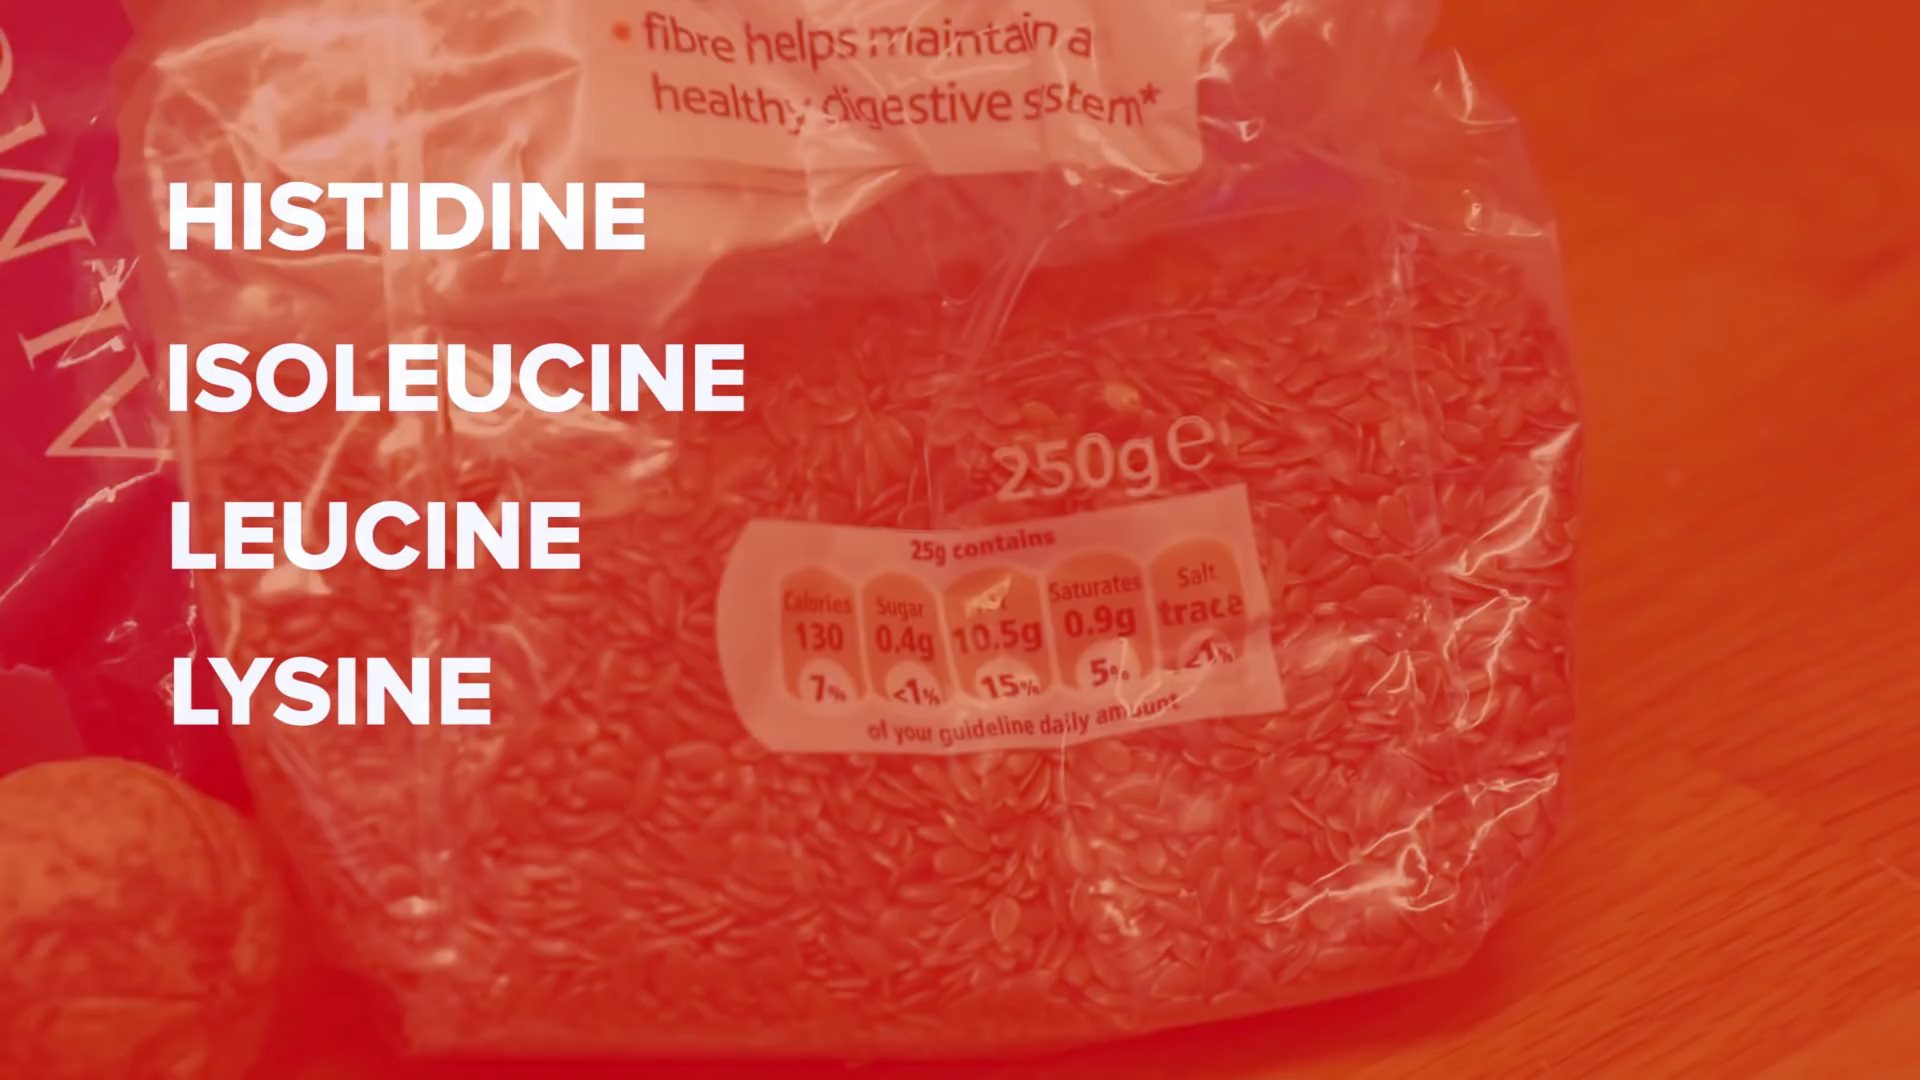 fibre helps maintain a
healthy digestive system*
HISTIDINE
ISOLEUCINE
LEUCINE
LYSINE
250g e
25g contains
Calories Sugar Saturates Salt
130 0.4g 10.5g 0.9g trace
7% <1% 15% 5% <1%
of your guideline daily amount